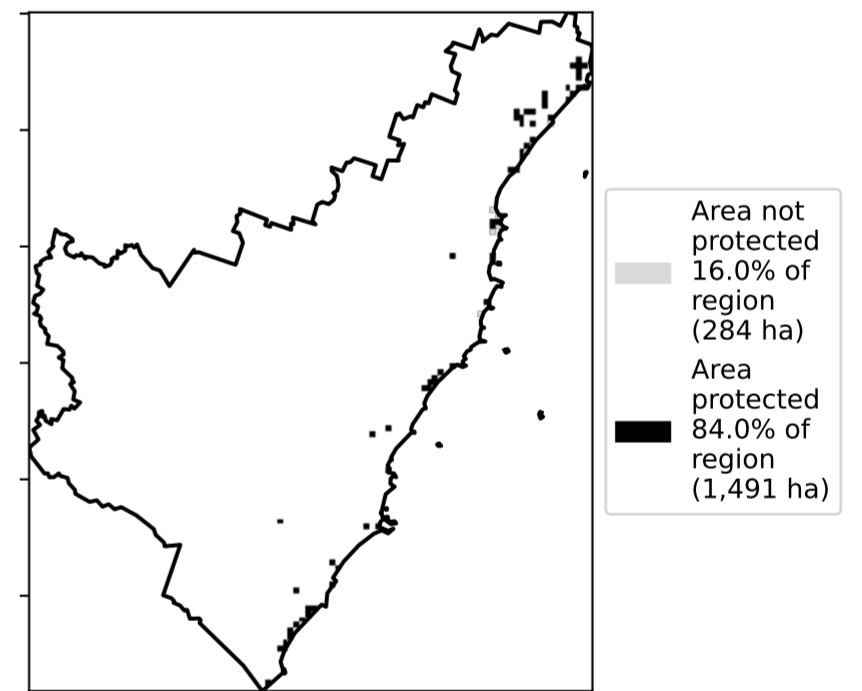 Area not
protected
16.0% of
region
(284 ha)
Area
protected
84.0% of
region
(1,491 ha)